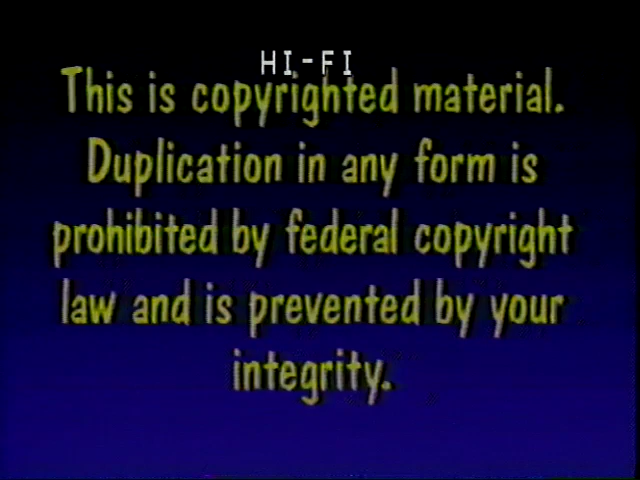 HI-FI
This is copyrighted material.
Duplication in any form is
prohibited by federal copyright
law and is prevented by your
integrity.